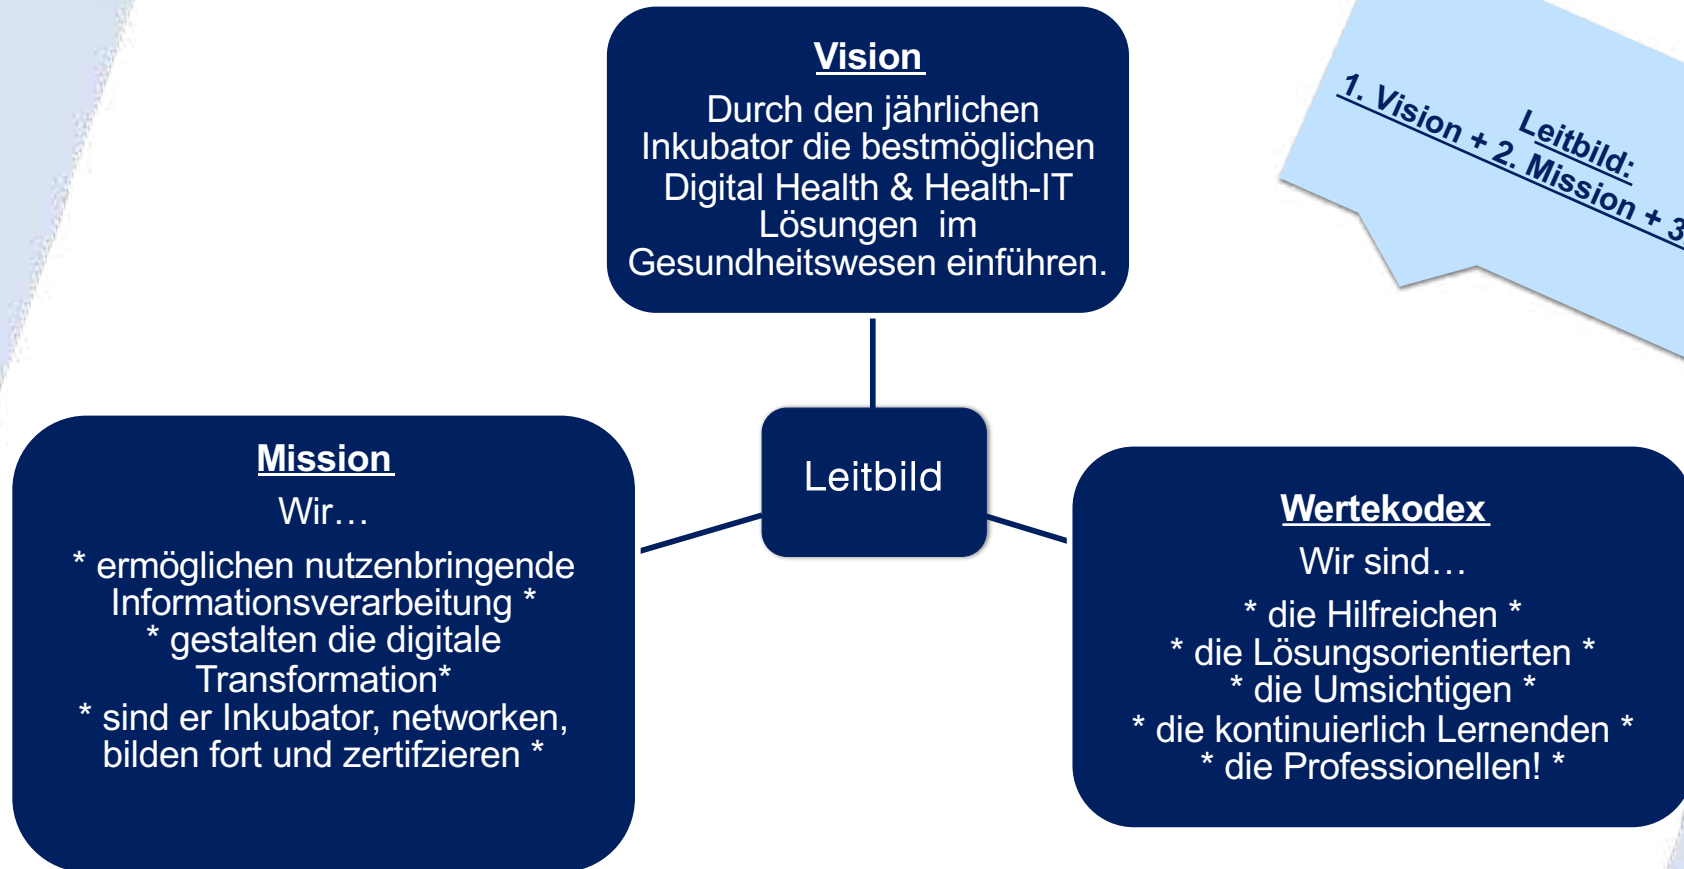 Vision
Durch den jährlichen
Inkubator die bestmöglichen
Digital Health & Health-IT
Lösungen im
Gesundheitswesen einführen.
Leitbild:
1. Vision + 2. Mission + 3.
Leitbild
Mission
Wir…
* ermöglichen nutzenbringende
Informationsverarbeitung *
* gestalten die digitale
Transformation*
* sind er Inkubator, networken,
bilden fort und zertifzieren *
Wertekodex
Wir sind…
* die Hilfreichen *
* die Lösungsorientierten *
* die Umsichtigen *
* die kontinuierlich Lernenden *
* die Professionellen! *